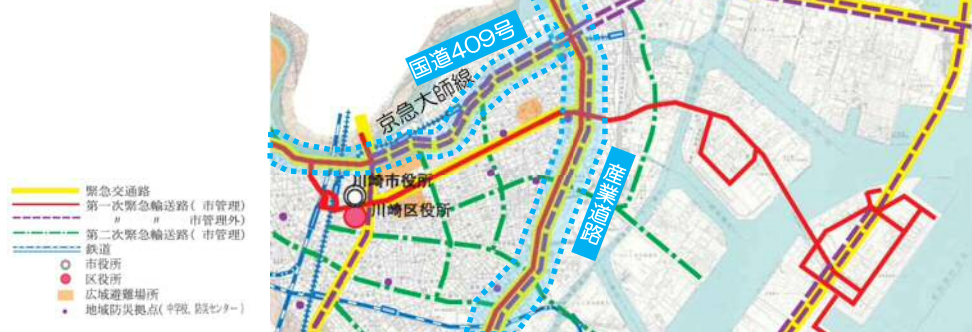 国道409号
京急大師線
川崎市役所
川崎区役所
産業道路
緊急交通路
第一次緊急輸送路(市管理)
〃 〃 市管理外)
第二次緊急輸送路(市管理)
鉄道
市役所
区役所
広域避難場所
地域防災拠点(中学校、防災センター)